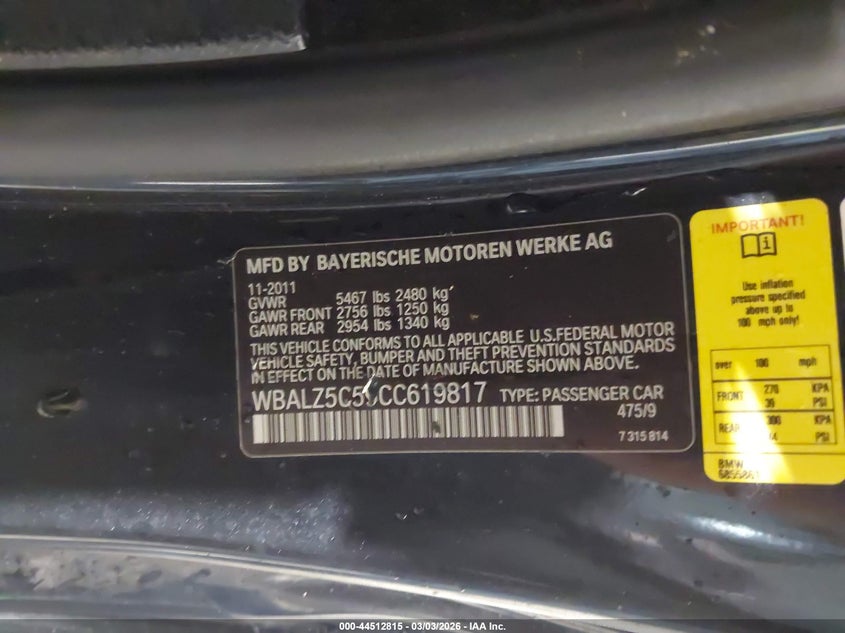 MFD BY BAYERISCHE MOTOREN WERKE AG
11-2011
GVWR 5467 lbs 2480 kg
GAWR FRONT 2756 lbs 1250 kg
GAWR REAR 2954 lbs 1340 kg
THIS VEHICLE CONFORMS TO ALL APPLICABLE U.S.FEDERAL MOTOR
VEHICLE SAFETY, BUMPER AND THEFT PREVENTION STANDARDS
IN EFFECT ON THE DATE OF MANUFACTURE SHOWN ABOVE.
TYPE: PASSENGER CAR
475/9
7 315 814
IMPORTANT!
Use inflation
pressure specified
above up to
100 mph only!
over 100 mph
FRONT 270 KPA
39 PSI
REAR KPA
PSI
BMW
000-44512815 - 03/03/2026 - IAA Inc.